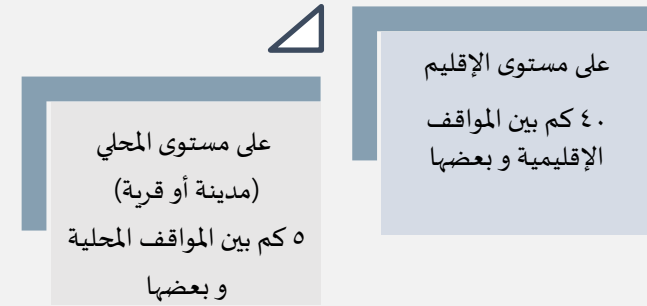 على مستوى الإقليم
٤٠ كم بين المواقف
الإقليمية و بعضها
على مستوى المحلي
(مدينة أو قرية)
٥ كم بين المواقف المحلية
و بعضها